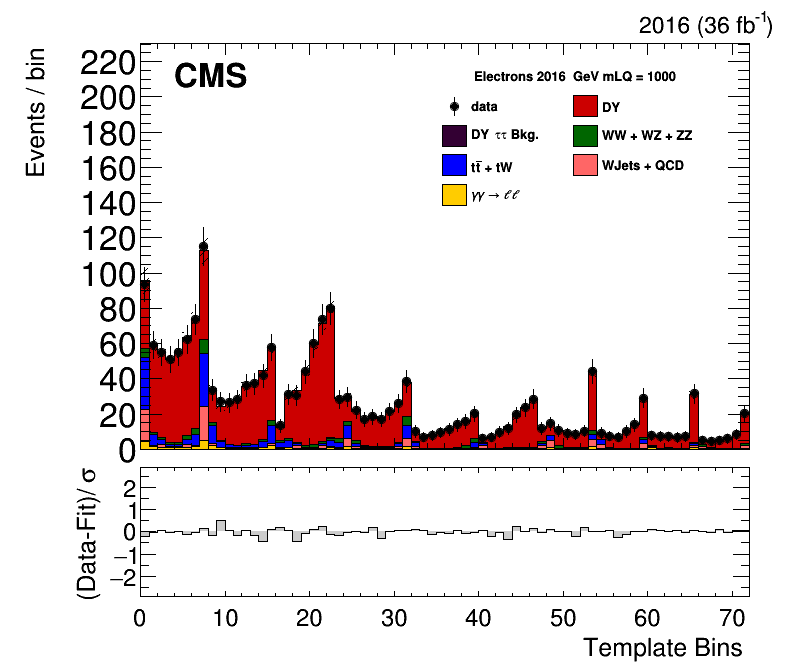 2016 (36 fb⁻¹)
Events / bin
CMS
Electrons 2016 GeV mLQ = 1000
data
DY
DY ττ Bkg.
WW + WZ + ZZ
tt̄ + tW
WJets + QCD
γγ → ℓℓ
220
200
180
160
140
120
100
80
60
40
20
0
(Data-Fit)/ σ
2
1
0
−1
−2
0 10 20 30 40 50 60 70
Template Bins